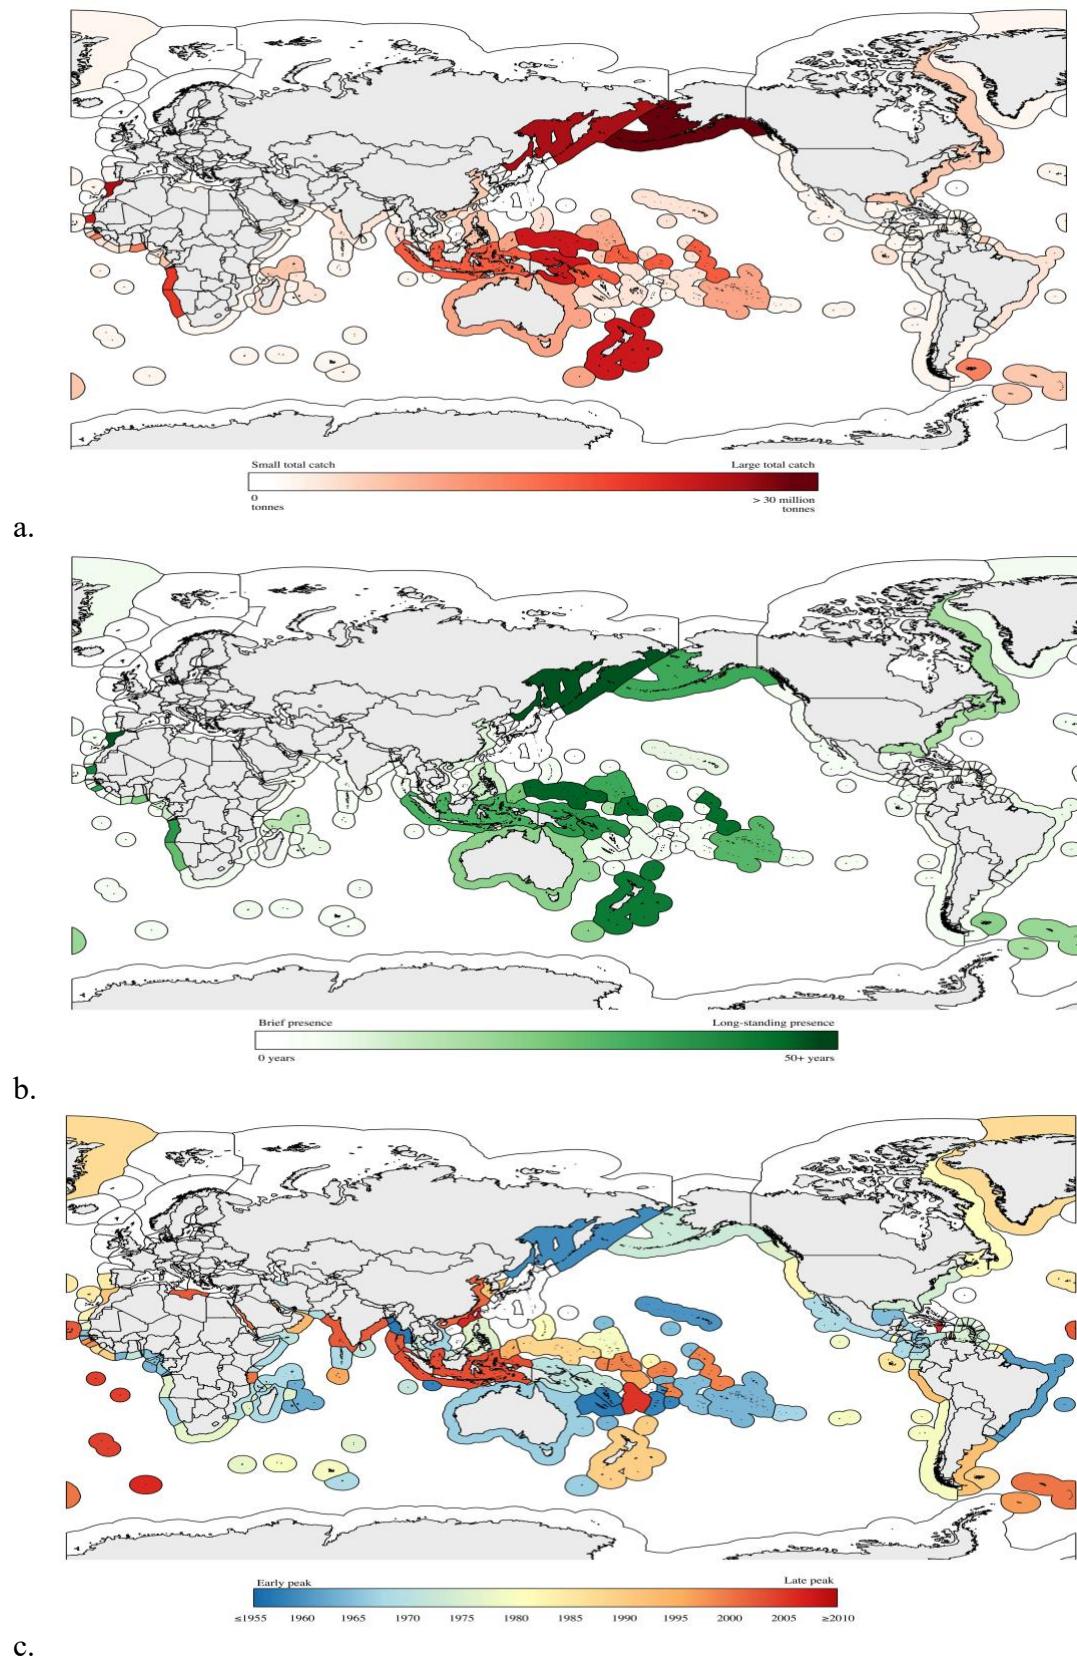 Small total catch Large total catch
0 > 30 million
tonnes tonnes
a.
Brief presence Long-standing presence
0 years 50+ years
b.
Early peak Late peak
≤1955 1960 1965 1970 1975 1980 1985 1990 1995 2000 2005 ≥2010
c.